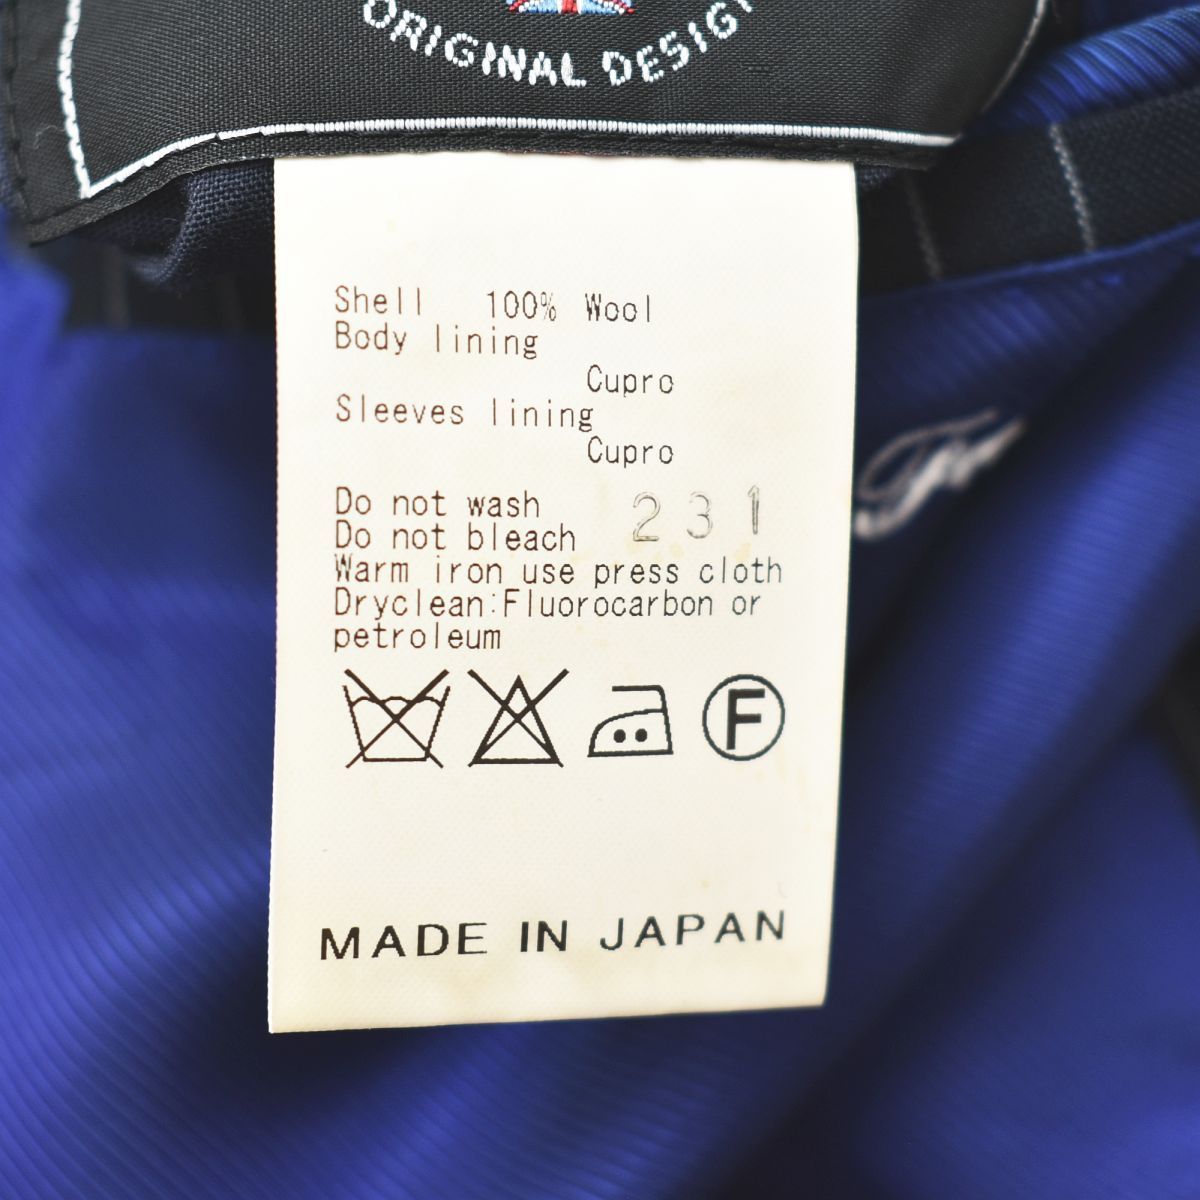 ORIGINAL DESIG
Shell 100% Wool
Body lining
Cupro
Sleeves lining
Cupro
Do not wash
231
Do not bleach
Warm iron use press cloth
Dryclean:Fluorocarbon or
petroleum
F
MADE IN JAPAN